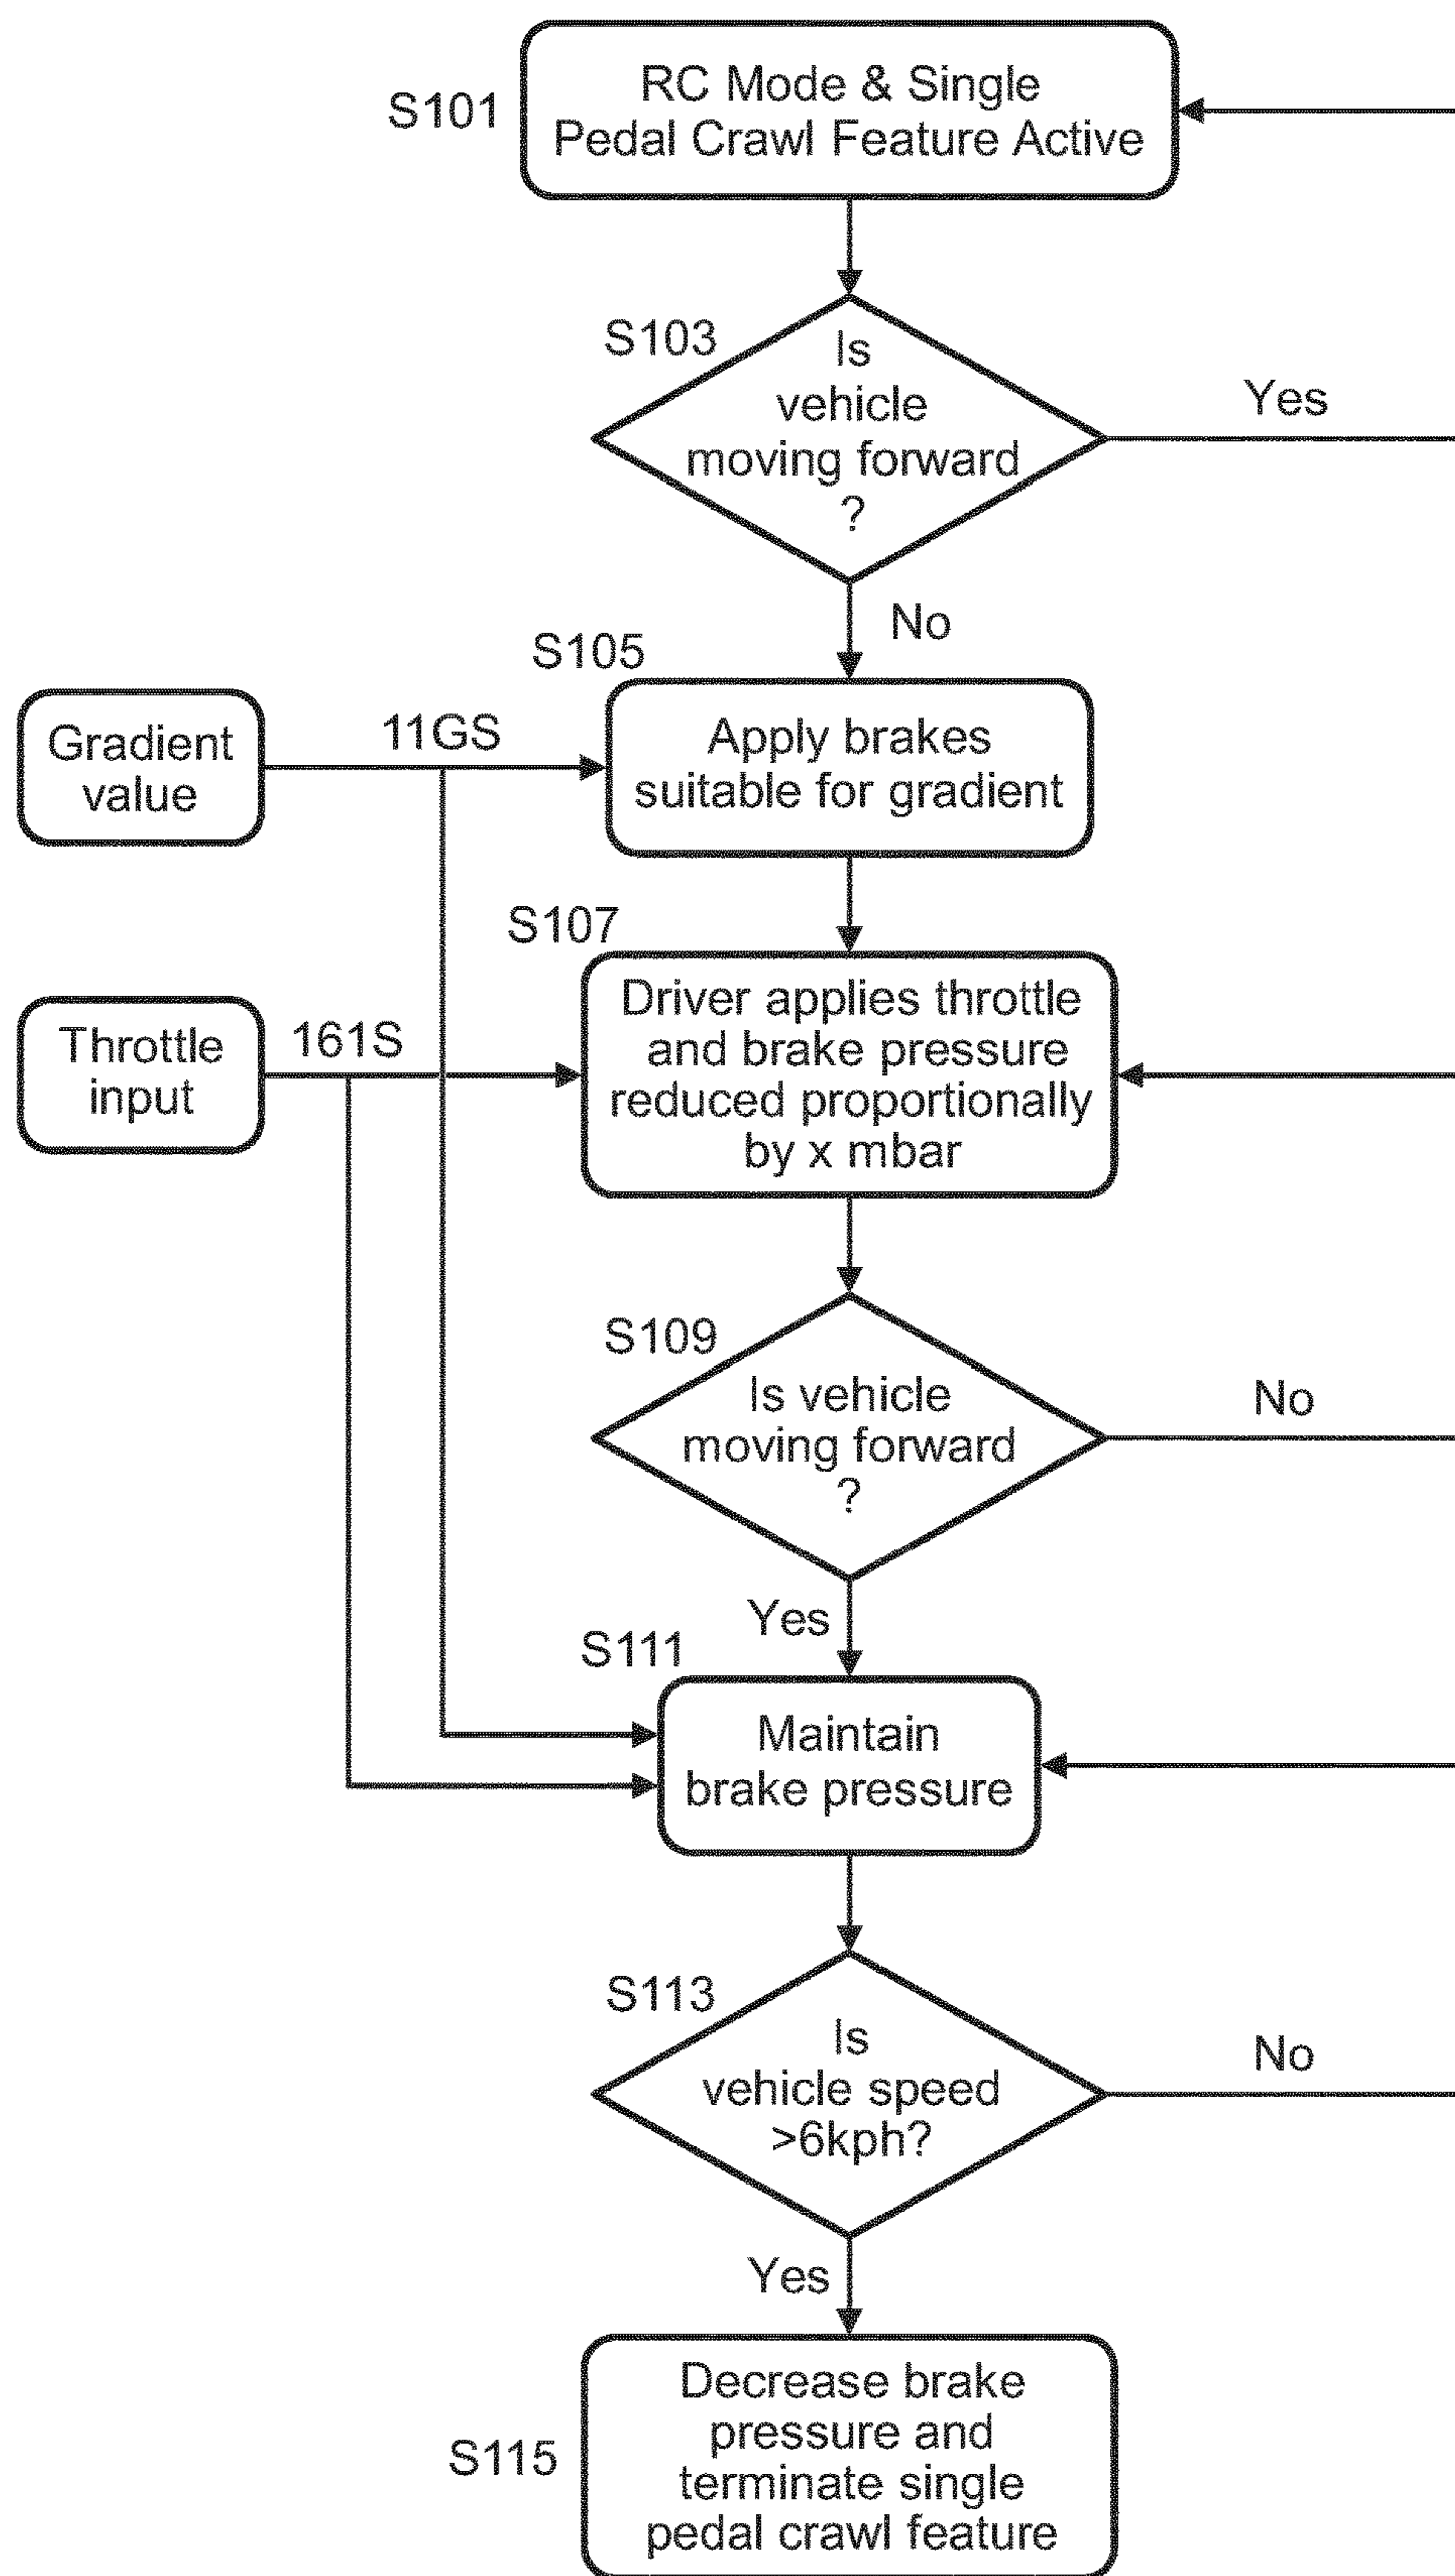 S101
RC Mode & Single
Pedal Crawl Feature Active
S103
Is
vehicle
moving forward
?
Yes
No
S105
Gradient
value
11GS
Apply brakes
suitable for gradient
S107
Throttle
input
161S
Driver applies throttle
and brake pressure
reduced proportionally
by x mbar
S109
Is vehicle
moving forward
?
No
Yes
S111
Maintain
brake pressure
S113
Is
vehicle speed
>6kph?
No
Yes
S115
Decrease brake
pressure and
terminate single
pedal crawl feature